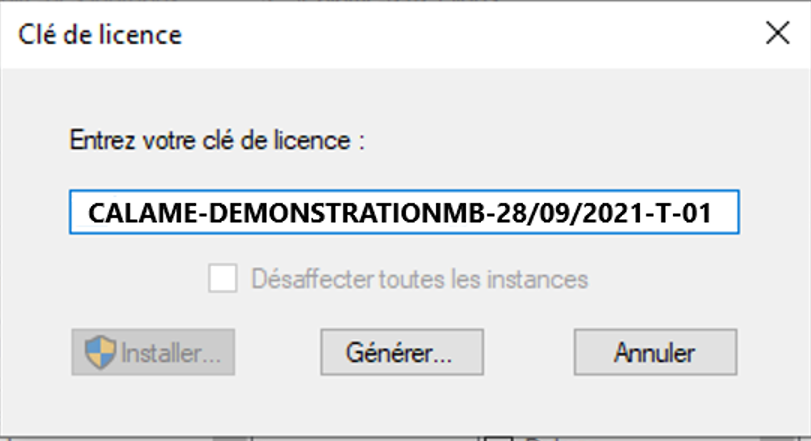 Clé de licence
Entrez votre clé de licence :
CALAME-DEMONSTRATIONMB-28/09/2021-T-01
Désaffecter toutes les instances
Installer... Générer... Annuler